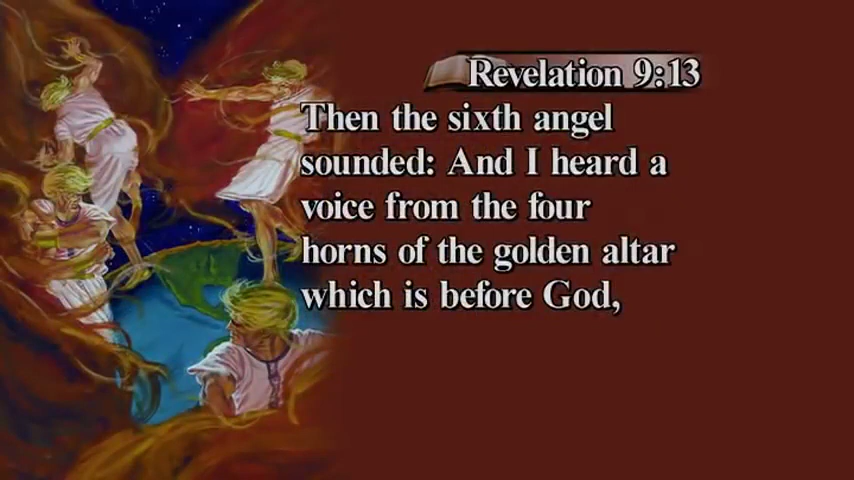 Revelation 9:13
Then the sixth angel
sounded: And I heard a
voice from the four
horns of the golden altar
which is before God,